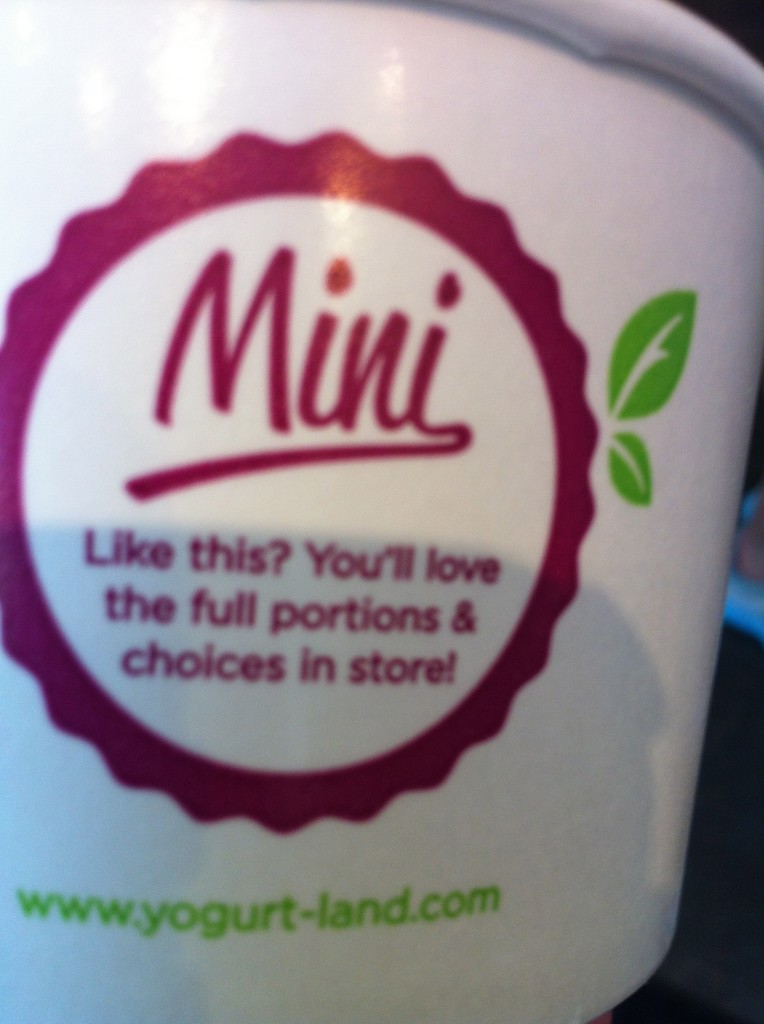 Mini
Like this? You'll love
the full portions &
choices in store!
www.yogurt-land.com